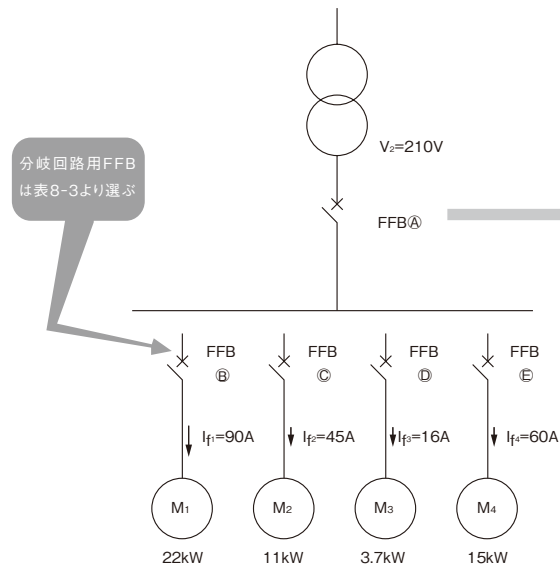 V₂=210V
分岐回路用FFB
は表8-3より選ぶ
FFBⒶ
FFB FFB FFB FFB
Ⓑ Ⓒ Ⓓ Ⓔ
If₁=90A If₂=45A If₃=16A If₄=60A
M₁ M₂ M₃ M₄
22kW 11kW 3.7kW 15kW